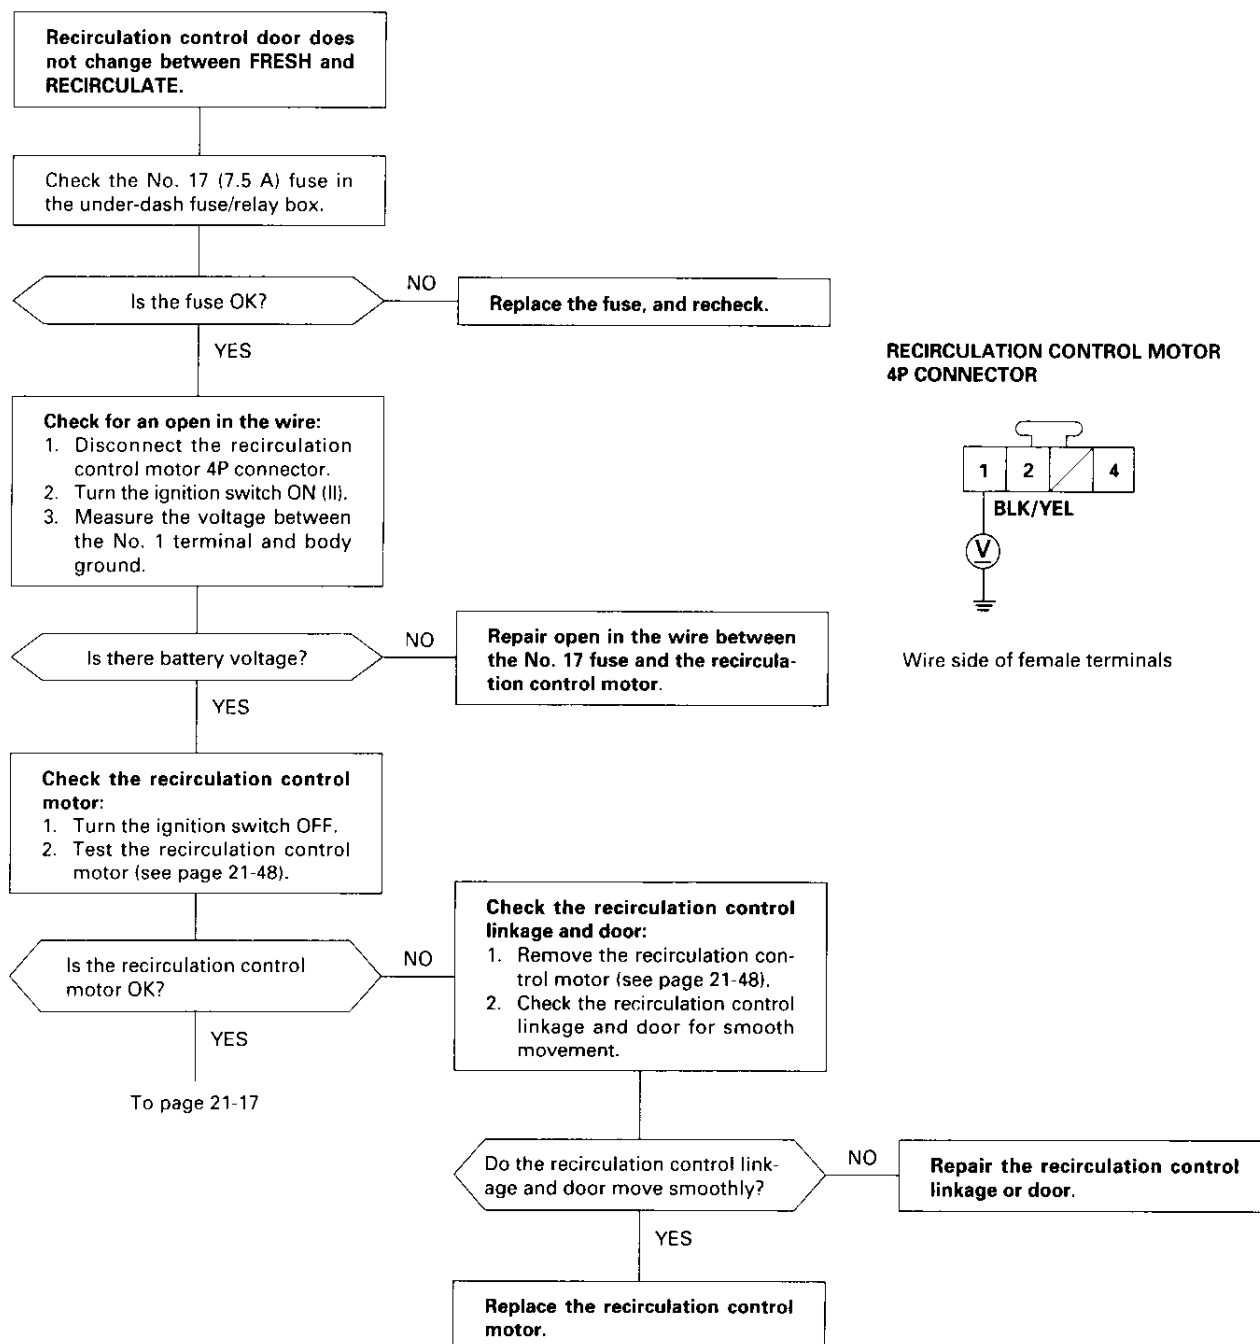 Recirculation control door does
not change between FRESH and
RECIRCULATE.
Check the No. 17 (7.5 A) fuse in
the under-dash fuse/relay box.
Is the fuse OK?
NO
Replace the fuse, and recheck.
YES
RECIRCULATION CONTROL MOTOR
4P CONNECTOR
1 2 4
BLK/YEL
V
Wire side of female terminals
Check for an open in the wire:
1. Disconnect the recirculation
control motor 4P connector.
2. Turn the ignition switch ON (II).
3. Measure the voltage between
the No. 1 terminal and body
ground.
Is there battery voltage?
NO
Repair open in the wire between
the No. 17 fuse and the recircula-
tion control motor.
YES
Check the recirculation control
motor:
1. Turn the ignition switch OFF.
2. Test the recirculation control
motor (see page 21-48).
Is the recirculation control
motor OK?
NO
YES
To page 21-17
Check the recirculation control
linkage and door:
1. Remove the recirculation con-
trol motor (see page 21-48).
2. Check the recirculation control
linkage and door for smooth
movement.
Do the recirculation control link-
age and door move smoothly?
NO
Repair the recirculation control
linkage or door.
YES
Replace the recirculation control
motor.